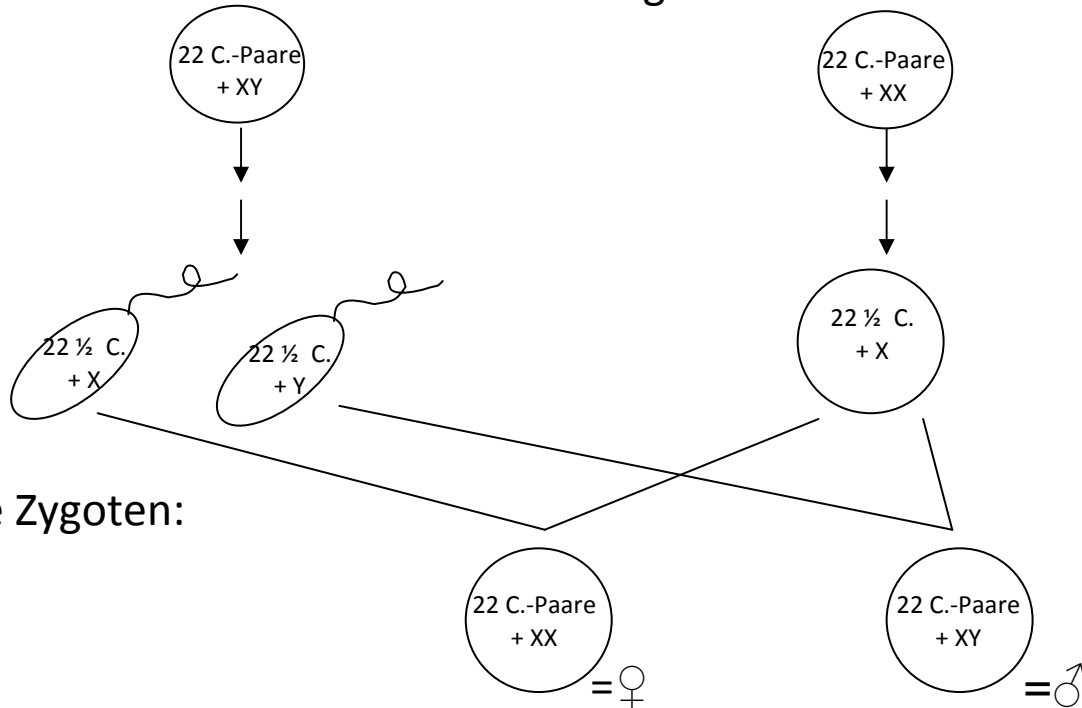 22 C.-Paare
+ XY
22 C.-Paare
+ XX
22 ½ C.
+ X
22 ½ C.
+ Y
22 ½ C.
+ X
Zygoten:
22 C.-Paare
+ XX
=♀
22 C.-Paare
+ XY
=♂